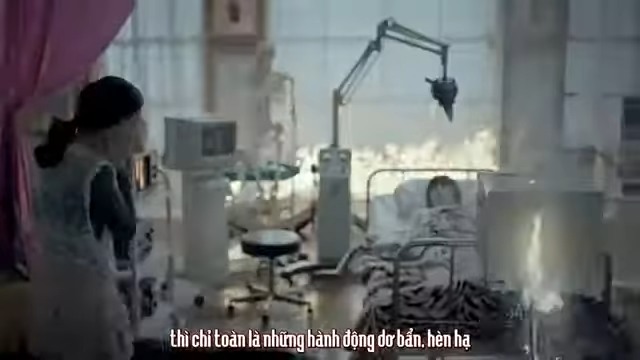 thì chỉ toàn là những hành động dơ bẩn, hèn hạ